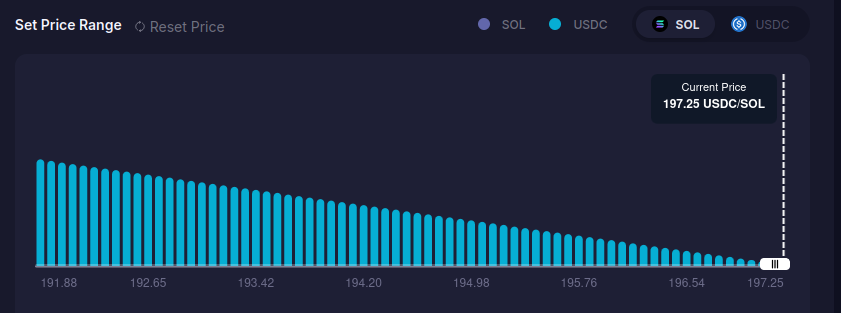 Set Price Range Reset Price SOL USDC SOL USDC
Current Price
197.25 USDC/SOL
191.88 192.65 193.42 194.20 194.98 195.76 196.54 197.25